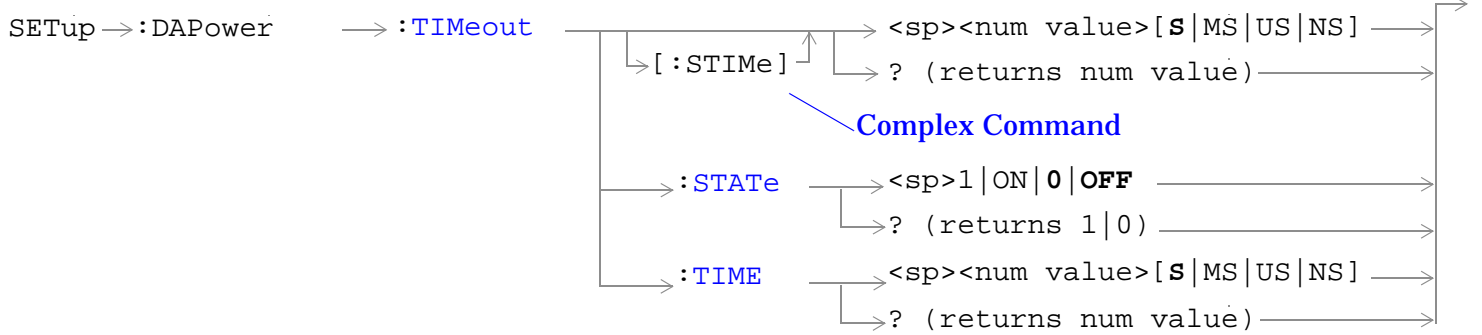 SETup :DAPower :TIMeout <sp><num value>[S|MS|US|NS]
[:STIMe] ? (returns num value)
Complex Command
:STATe <sp>1|ON|0|OFF
? (returns 1|0)
:TIME <sp><num value>[S|MS|US|NS]
? (returns num value)